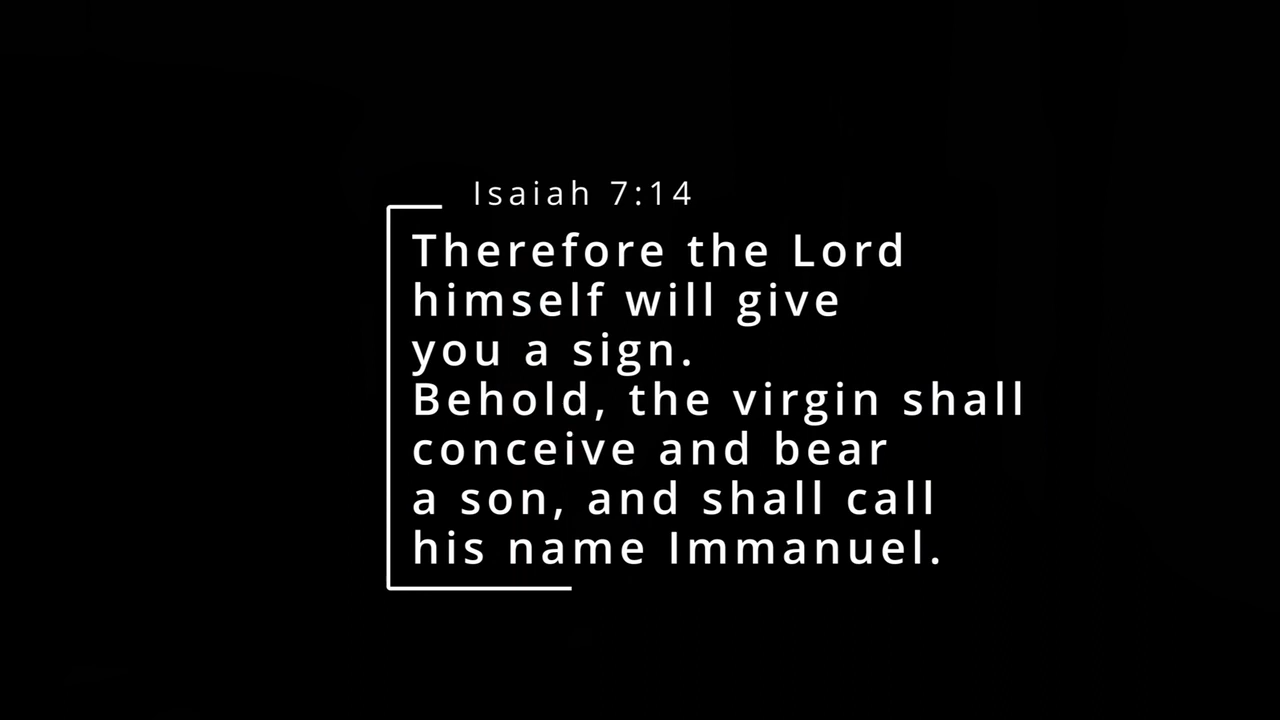 Isaiah 7:14
Therefore the Lord
himself will give
you a sign.
Behold, the virgin shall
conceive and bear
a son, and shall call
his name Immanuel.